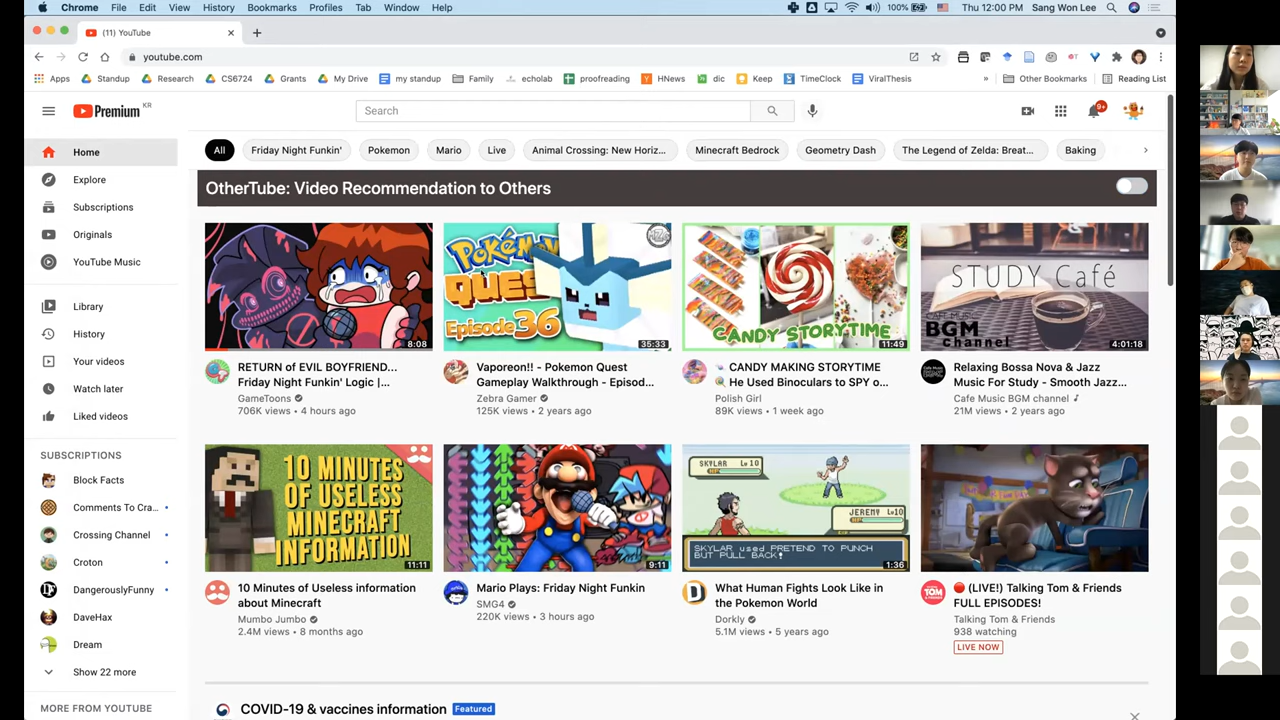 Chrome File Edit View History Bookmarks Profiles Tab Window Help
100% Thu 12:00 PM Sang Won Lee
(11) YouTube
youtube.com
Apps Standup Research CS6724 Grants My Drive my standup Family echolab proofreading HNews dic Keep TimeClock ViralThesis » Other Bookmarks Reading List
Premium KR
Search
9+
Home
Explore
Subscriptions
Originals
YouTube Music
Library
History
Your videos
Watch later
Liked videos
SUBSCRIPTIONS
Block Facts
Comments To Cra...
Crossing Channel
Croton
DangerouslyFunny
DaveHax
Dream
Show 22 more
MORE FROM YOUTUBE
All Friday Night Funkin' Pokemon Mario Live Animal Crossing: New Horiz... Minecraft Bedrock Geometry Dash The Legend of Zelda: Breat... Baking
OtherTube: Video Recommendation to Others
8:08
RETURN of EVIL BOYFRIEND...
Friday Night Funkin' Logic |...
GameToons
706K views • 4 hours ago
Pokémon
QUEST
Episode 36
35:33
Vaporeon!! - Pokemon Quest
Gameplay Walkthrough - Episod...
Zebra Gamer
125K views • 2 years ago
CANDY STORYTIME
11:49
CANDY MAKING STORYTIME
He Used Binoculars to SPY o...
Polish Girl
89K views • 1 week ago
STUDY Café
CAFE MUSIC
BGM
channel
4:01:18
Relaxing Bossa Nova & Jazz
Music For Study - Smooth Jazz...
Cafe Music BGM channel
21M views • 2 years ago
10 MINUTES
OF USELESS
MINECRAFT
INFORMATION
11:11
10 Minutes of Useless information
about Minecraft
Mumbo Jumbo
2.4M views • 8 months ago
9:11
Mario Plays: Friday Night Funkin
SMG4
220K views • 3 hours ago
SKYLAR Lv10
HP
JEREMY Lv10
HP
SKYLAR used PRETEND TO PUNCH
BUT PULL BACK!
1:36
What Human Fights Look Like in
the Pokemon World
Dorkly
5.1M views • 5 years ago
TOM
& FRIENDS
(LIVE!) Talking Tom & Friends
FULL EPISODES!
Talking Tom & Friends
938 watching
LIVE NOW
COVID-19 & vaccines information Featured